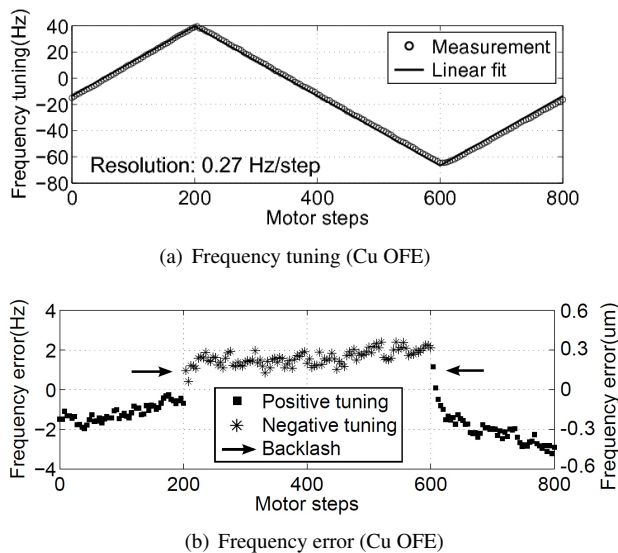 Frequency tuning(Hz)
40
20
0
−20
−40
−60
−80
Measurement
Linear fit
Resolution: 0.27 Hz/step
0 200 400 600 800
Motor steps
(a) Frequency tuning (Cu OFE)
Frequency error(Hz)
4
2
0
−2
−4
Positive tuning
Negative tuning
Backlash
0.6
0.3
0
-0.3
-0.6
Frequency error(um)
0 200 400 600 800
Motor steps
(b) Frequency error (Cu OFE)